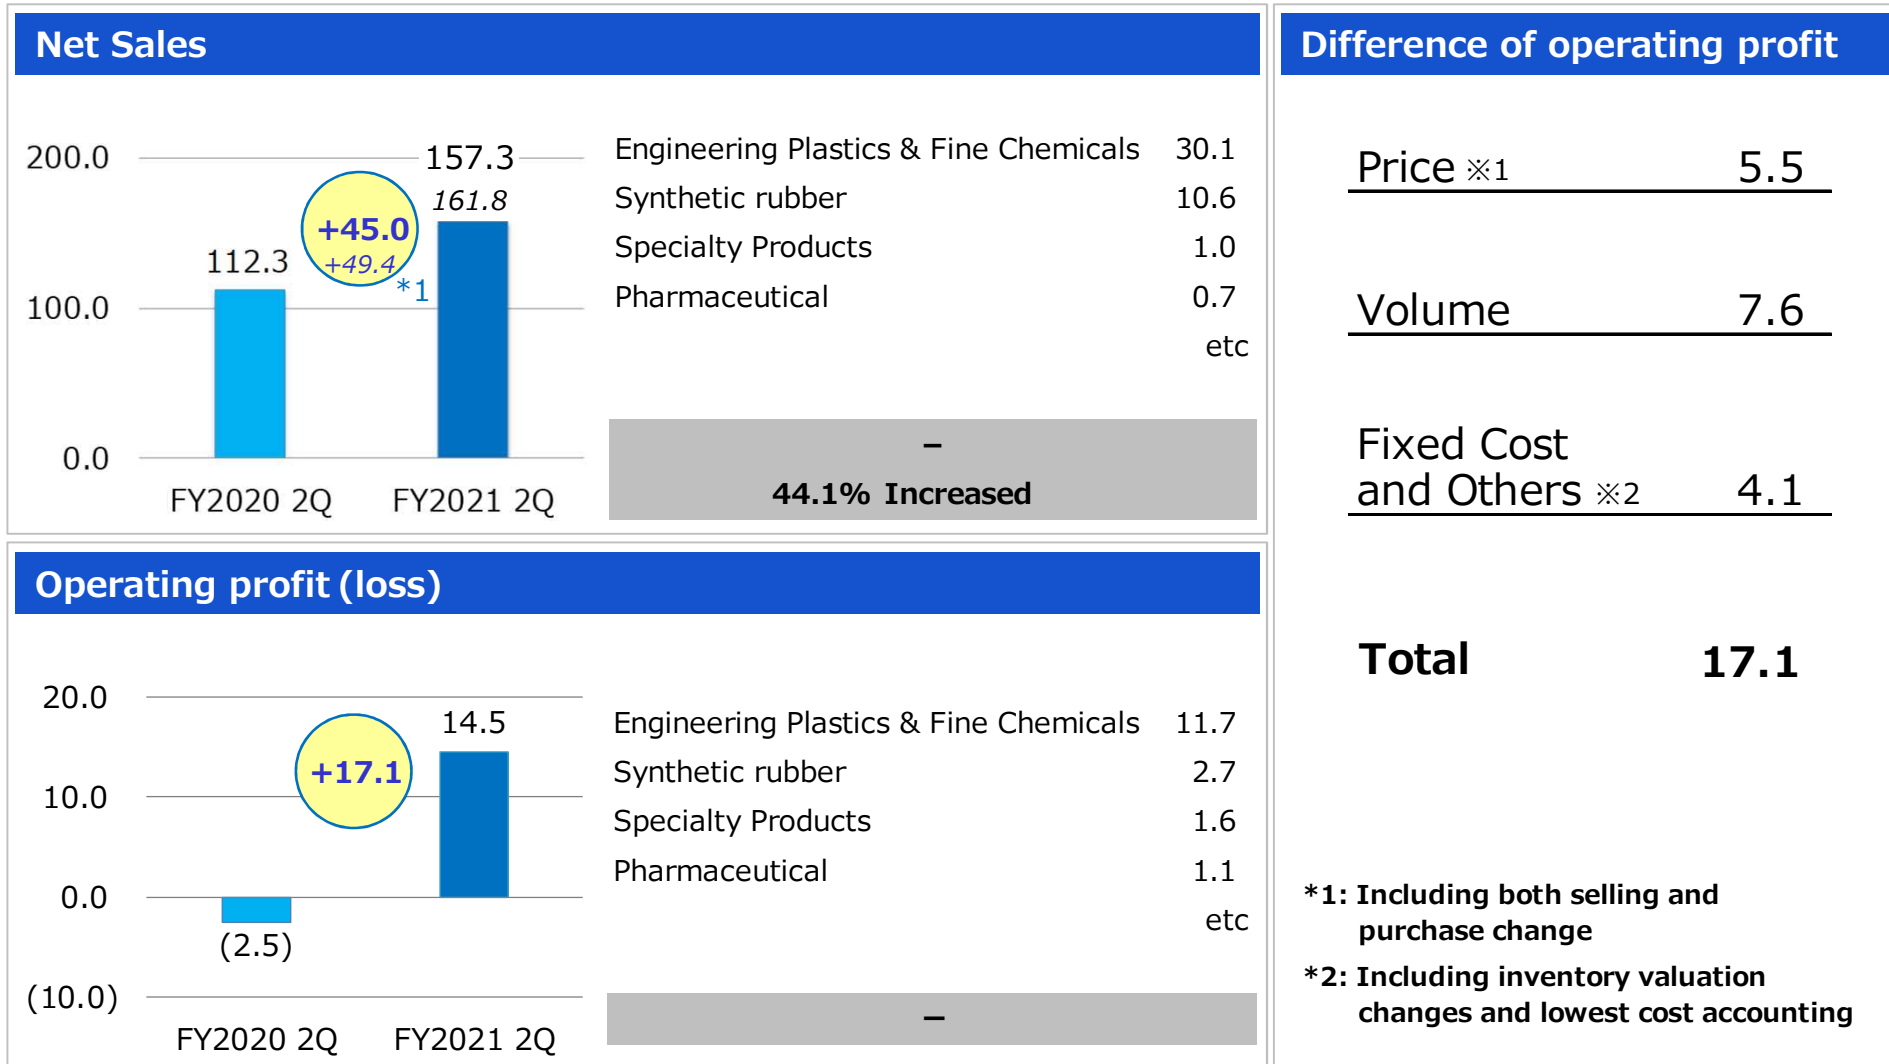 Net Sales
200.0
100.0
0.0
112.3
+45.0
+49.4
*1
157.3
161.8
FY2020 2Q FY2021 2Q
Engineering Plastics & Fine Chemicals 30.1
Synthetic rubber 10.6
Specialty Products 1.0
Pharmaceutical 0.7
etc
–
44.1% Increased
Operating profit (loss)
20.0
10.0
0.0
(10.0)
(2.5)
+17.1
14.5
FY2020 2Q FY2021 2Q
Engineering Plastics & Fine Chemicals 11.7
Synthetic rubber 2.7
Specialty Products 1.6
Pharmaceutical 1.1
etc
–
Difference of operating profit
Price ※1 5.5
Volume 7.6
Fixed Cost
and Others ※2 4.1
Total 17.1
*1: Including both selling and
purchase change
*2: Including inventory valuation
changes and lowest cost accounting